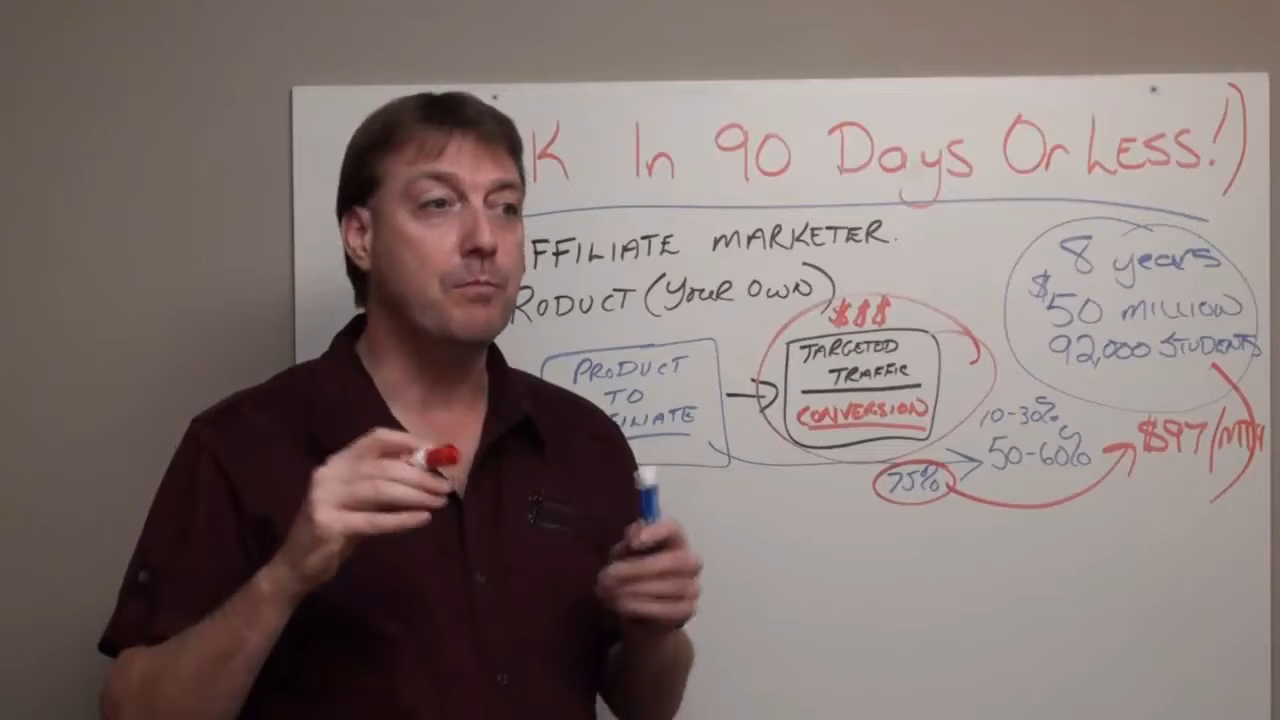 K In 90 Days Or Less!)
FFILIATE MARKETER.
RODUCT (Your OWN)
8 years
$50 MILLION
92,000 STUDENTS
$$$
TARGETED
TRAFFIC
CONVERSION
PRODUCT
TO
FILIATE
10-30%
50-60%
75%
$97/MTH